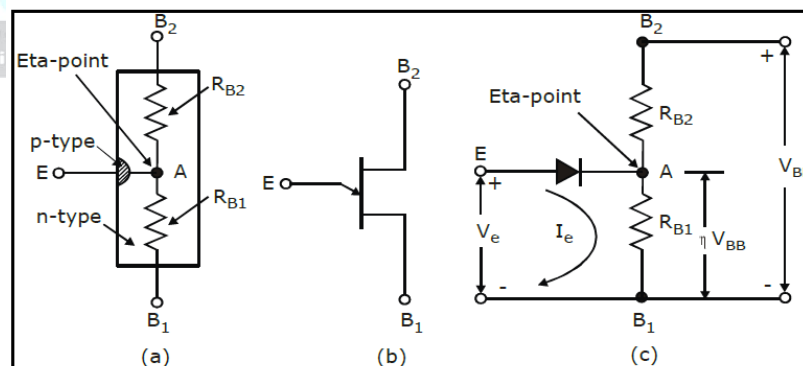 B2
Eta-point
RB2
p-type
E
A
RB1
n-type
B1
(a)
B2
E
B1
(b)
B2
+
Eta-point
RB2
E
A
+
VB
Ve
Ie
RB1
η VBB
-
-
B1
(c)